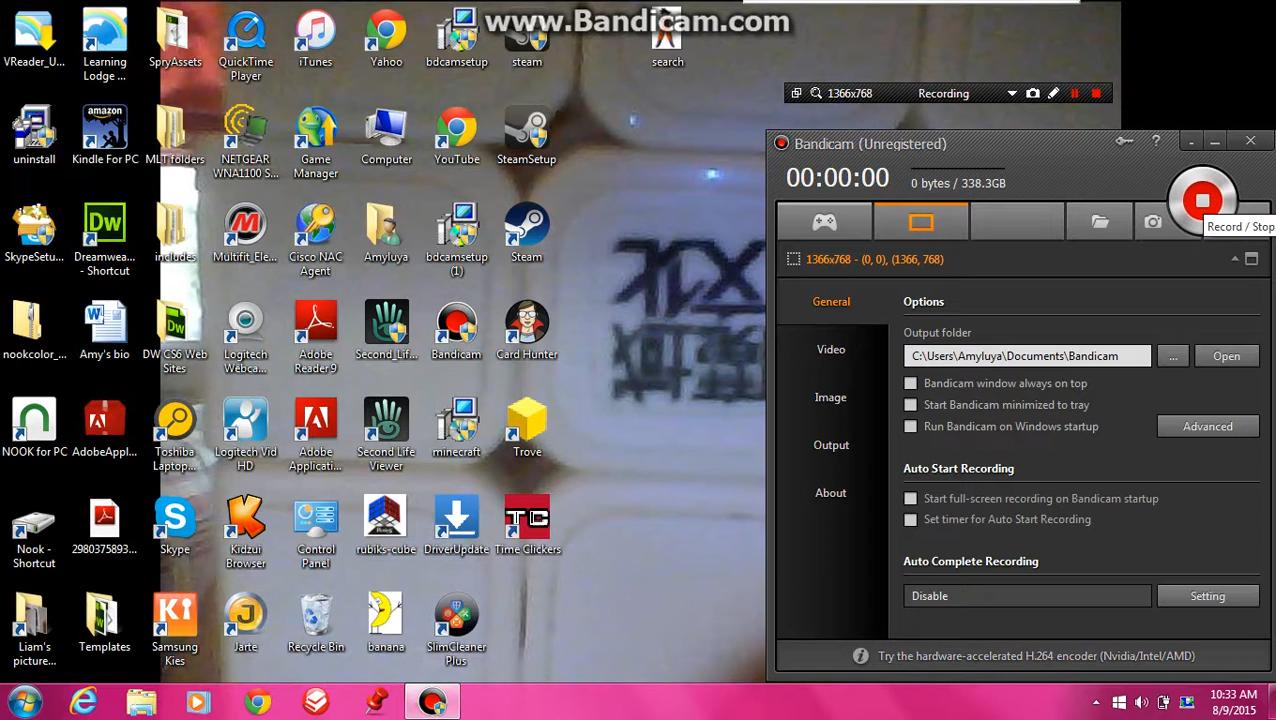 www.Bandicam.com
VReader_U...
Learning Lodge ...
SpryAssets
QuickTime Player
iTunes
Yahoo
bdcamsetup
steam
search
1366x768
Recording
uninstall
amazon
Kindle For PC
MLT folders
NETGEAR WNA1100 S...
Game Manager
Computer
YouTube
SteamSetup
Bandicam (Unregistered)
?
00:00:00
0 bytes / 338.3GB
Record / Stop
SkypeSetu...
Dw
Dreamwea... - Shortcut
includes
Multifit_Ele...
Cisco NAC Agent
Amyluya
bdcamsetup (1)
Steam
1366x768 - (0, 0), (1366, 768)
General
Options
Output folder
C:\Users\Amyluya\Documents\Bandicam
...
Open
Video
Bandicam window always on top
Image
Start Bandicam minimized to tray
Run Bandicam on Windows startup
Advanced
Output
Auto Start Recording
About
Start full-screen recording on Bandicam startup
Set timer for Auto Start Recording
Auto Complete Recording
Disable
Setting
Try the hardware-accelerated H.264 encoder (Nvidia/Intel/AMD)
nookcolor_...
Amy's bio
Dw
DW CS6 Web Sites
Logitech Webca...
Adobe Reader 9
Second_Lif...
Bandicam
Card Hunter
NOOK for PC
AdobeAppl...
Toshiba Laptop...
Logitech Vid HD
Adobe Applicati...
Second Life Viewer
minecraft
Trove
Nook - Shortcut
2980375893...
Skype
Kidzui Browser
Control Panel
rubiks-cube
DriverUpdate
TC
Time Clickers
Liam's picture...
Templates
Ki
Samsung Kies
Jarte
Recycle Bin
banana
SlimCleaner Plus
10:33 AM
8/9/2015